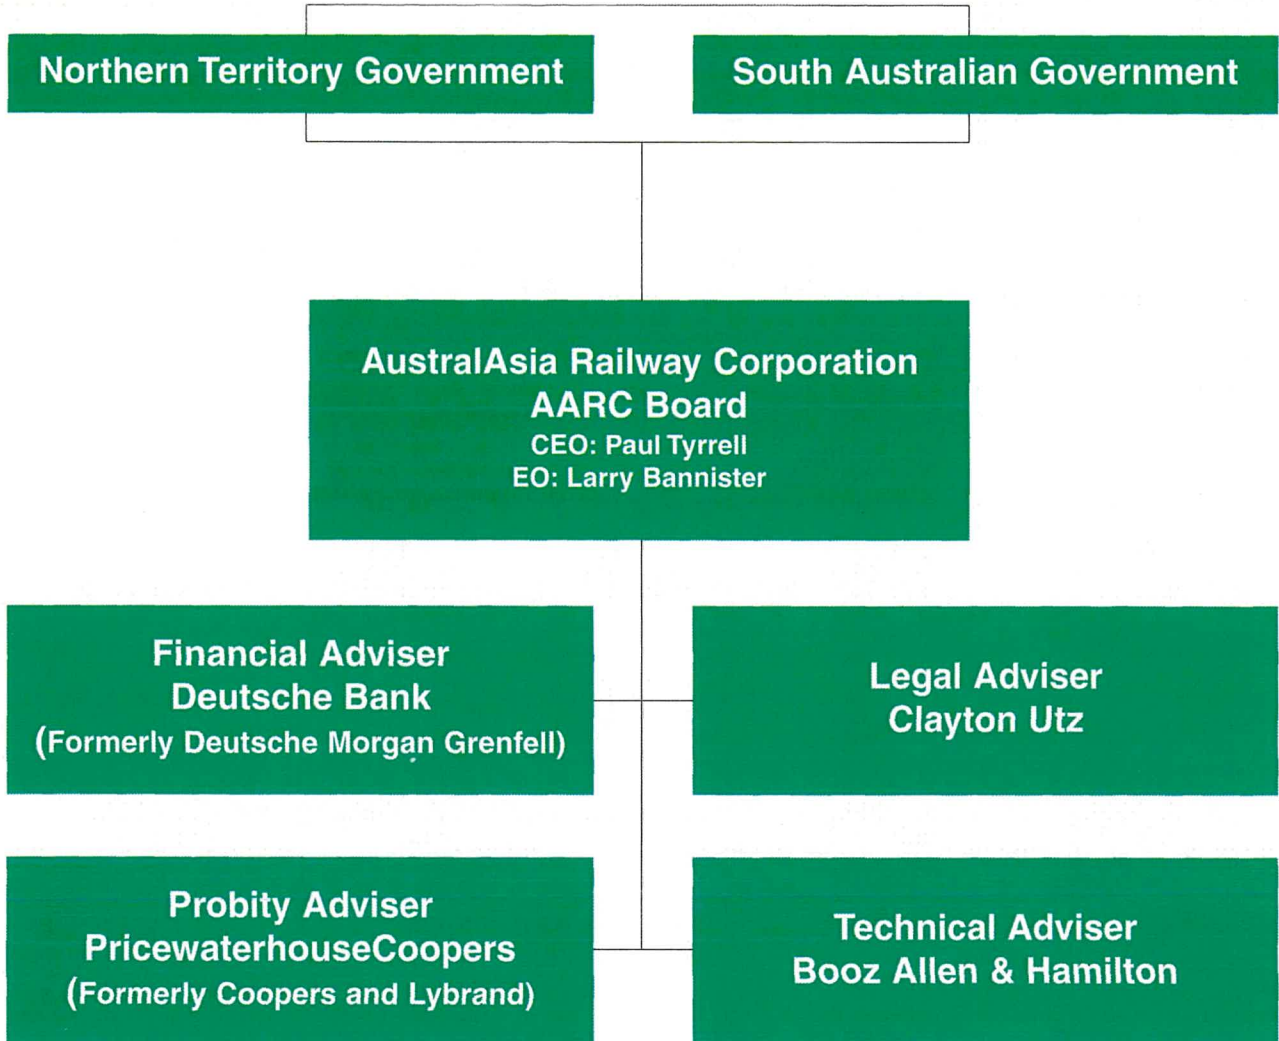 Northern Territory Government
South Australian Government
AustralAsia Railway Corporation
AARC Board
CEO: Paul Tyrrell
EO: Larry Bannister
Financial Adviser
Deutsche Bank
(Formerly Deutsche Morgan Grenfell)
Legal Adviser
Clayton Utz
Probity Adviser
PricewaterhouseCoopers
(Formerly Coopers and Lybrand)
Technical Adviser
Booz Allen & Hamilton